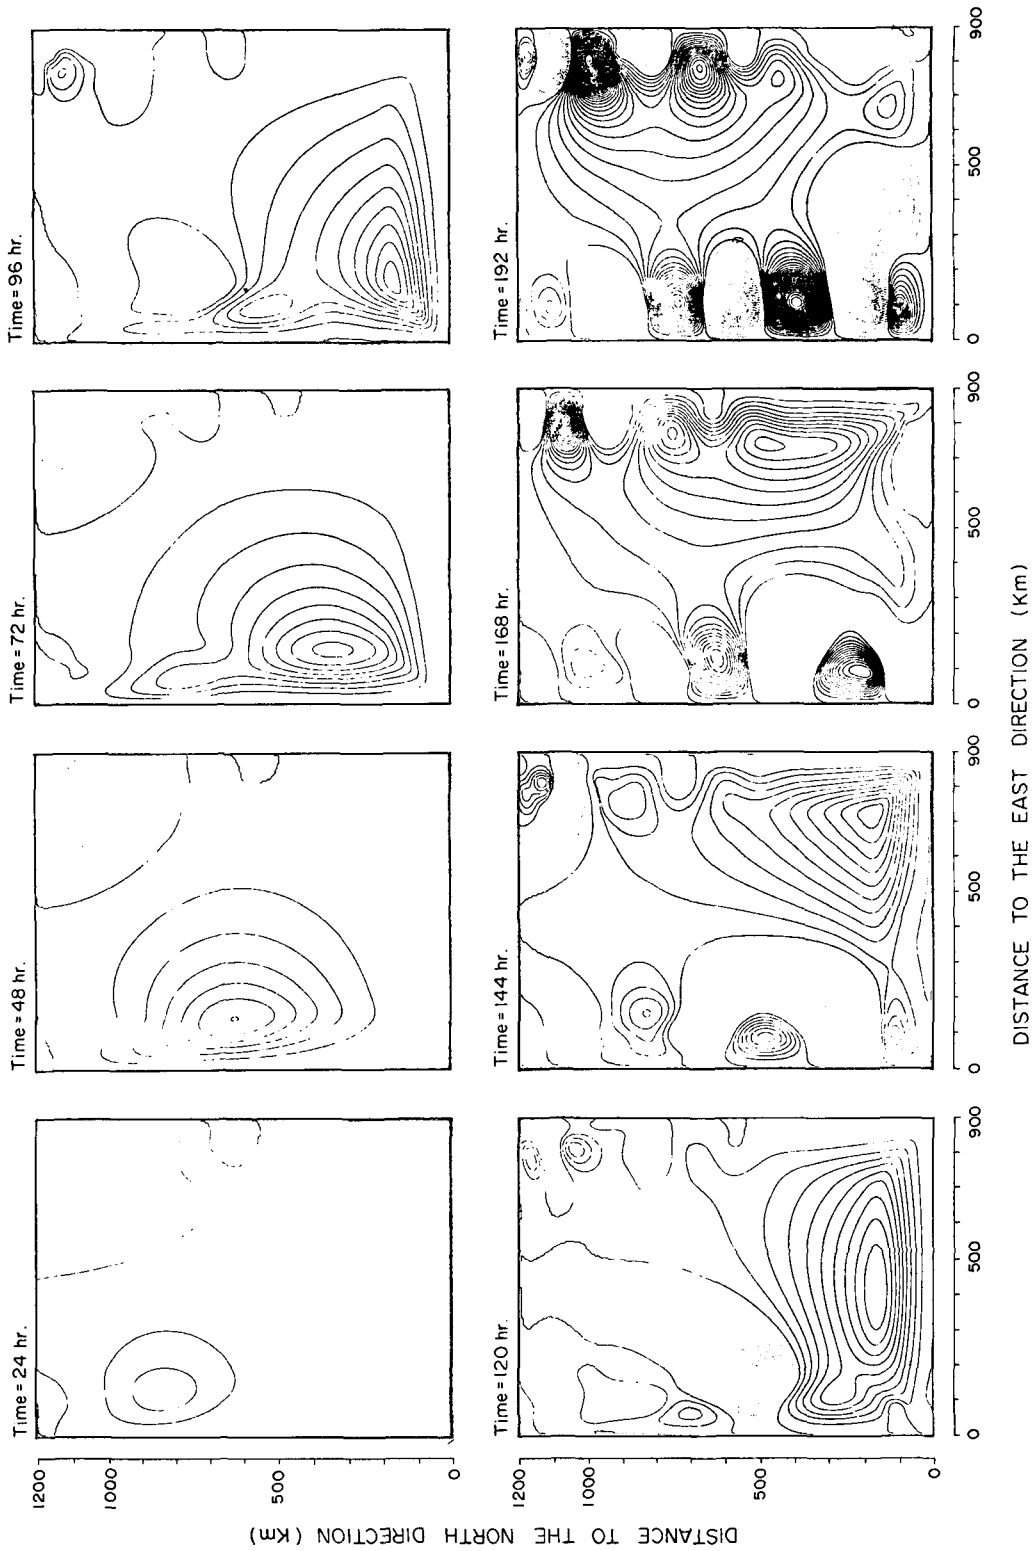 Time = 24 hr.
Time = 48 hr.
Time = 72 hr.
Time = 96 hr.
1200
1000
500
0
Time = 120 hr.
Time = 144 hr.
Time = 168 hr.
Time = 192 hr.
1200
1000
500
0
0
500
900
0
500
900
0
500
900
0
500
900
DISTANCE TO THE NORTH DIRECTION (Km)
DISTANCE TO THE EAST DIRECTION (Km)